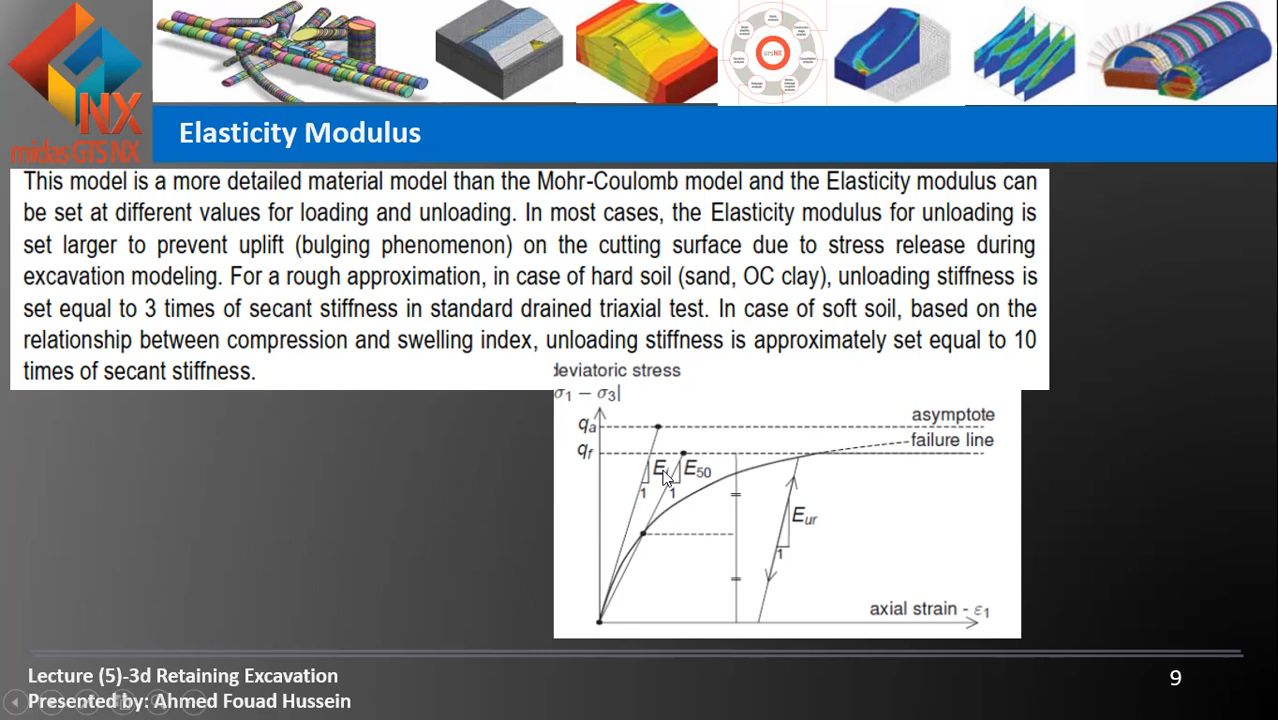 NX
midas GTS NX
GTS NX
Elasticity Modulus
This model is a more detailed material model than the Mohr-Coulomb model and the Elasticity modulus can
be set at different values for loading and unloading. In most cases, the Elasticity modulus for unloading is
set larger to prevent uplift (bulging phenomenon) on the cutting surface due to stress release during
excavation modeling. For a rough approximation, in case of hard soil (sand, OC clay), unloading stiffness is
set equal to 3 times of secant stiffness in standard drained triaxial test. In case of soft soil, based on the
relationship between compression and swelling index, unloading stiffness is approximately set equal to 10
times of secant stiffness.
deviatoric stress
σ1 − σ3|
qa
asymptote
qf
failure line
E E50
1 1
Eur
1
axial strain - ε1
Lecture (5)-3d Retaining Excavation
Presented by: Ahmed Fouad Hussein
9